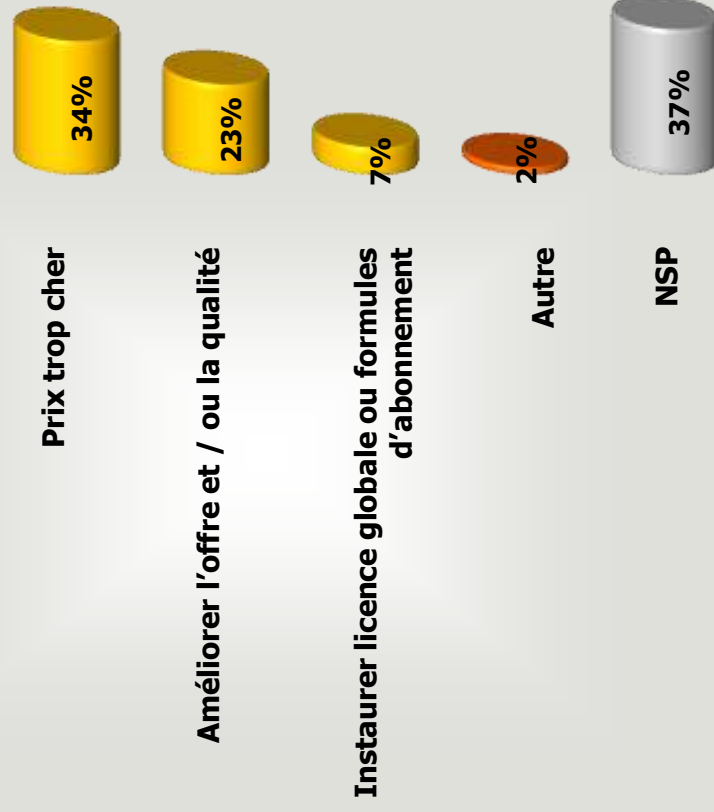 Prix trop cher
34%
Améliorer l’offre et / ou la qualité
23%
Instaurer licence globale ou formules
d’abonnement
7%
Autre
2%
NSP
37%